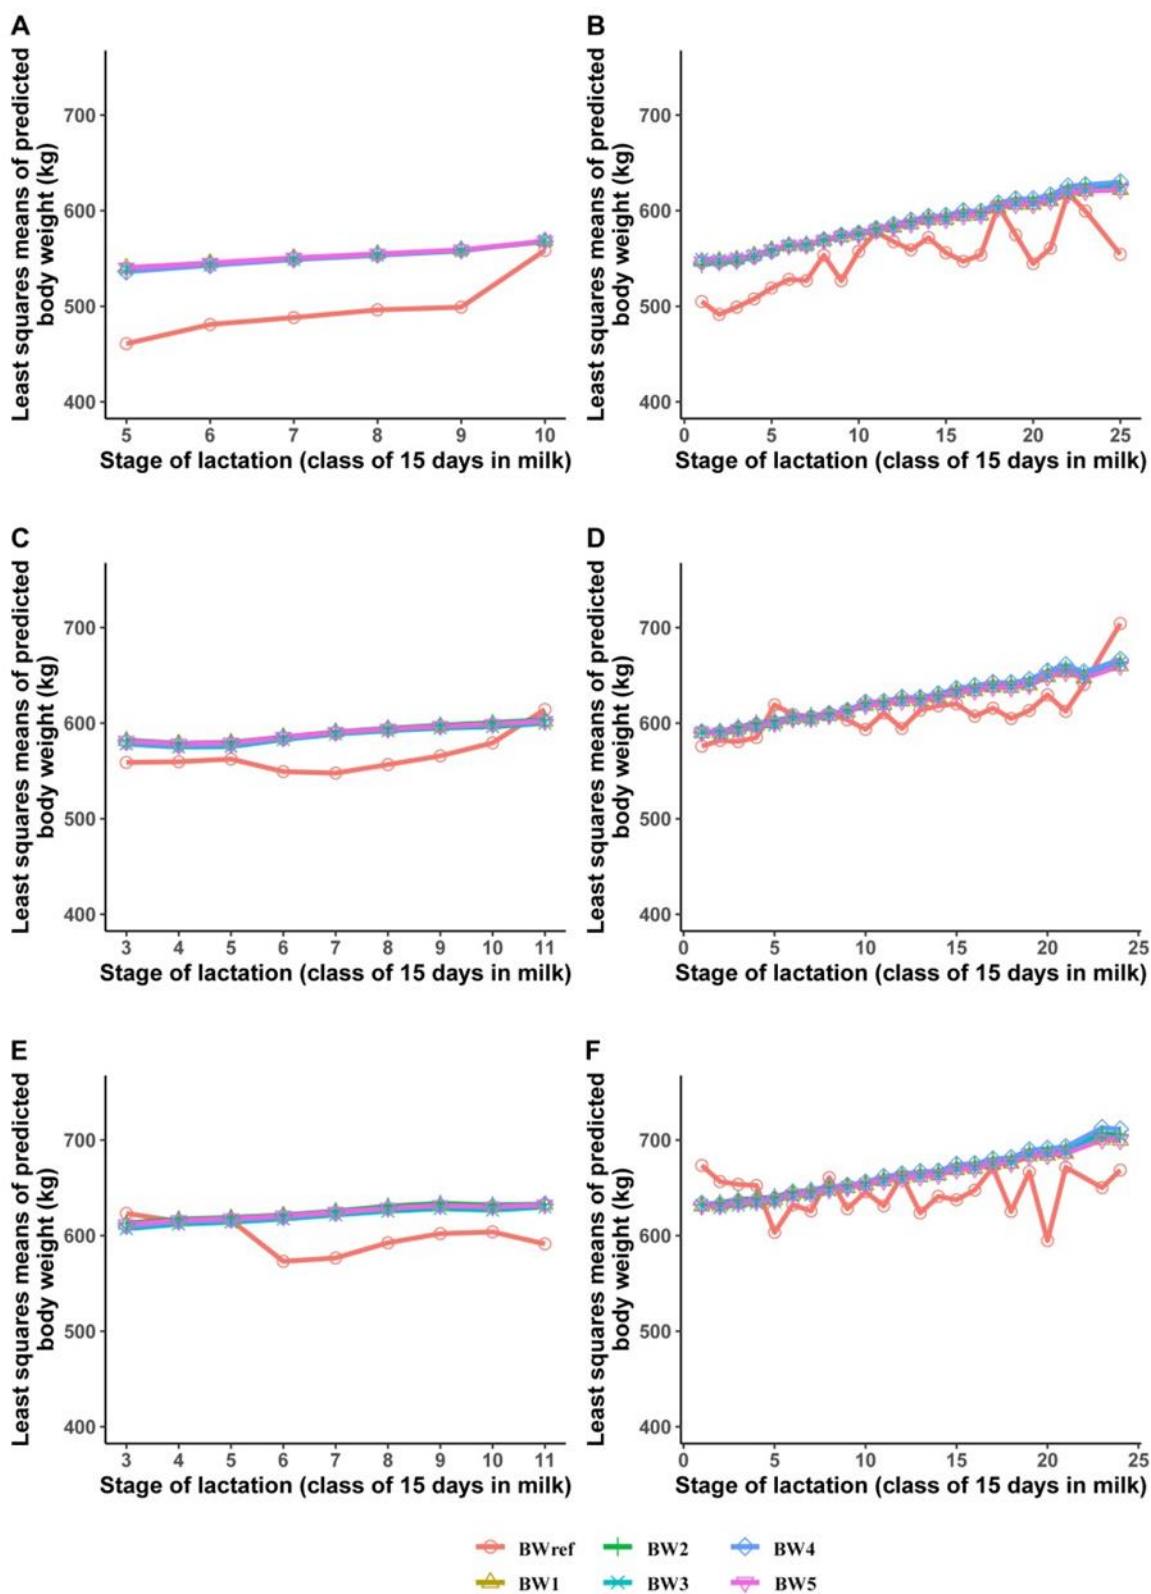 A
Least squares means of predicted
body weight (kg)
700
600
500
400
5 6 7 8 9 10
Stage of lactation (class of 15 days in milk)
B
Least squares means of predicted
body weight (kg)
700
600
500
400
0 5 10 15 20 25
Stage of lactation (class of 15 days in milk)
C
Least squares means of predicted
body weight (kg)
700
600
500
400
3 4 5 6 7 8 9 10 11
Stage of lactation (class of 15 days in milk)
D
Least squares means of predicted
body weight (kg)
700
600
500
400
0 5 10 15 20 25
Stage of lactation (class of 15 days in milk)
E
Least squares means of predicted
body weight (kg)
700
600
500
400
3 4 5 6 7 8 9 10 11
Stage of lactation (class of 15 days in milk)
F
Least squares means of predicted
body weight (kg)
700
600
500
400
0 5 10 15 20 25
Stage of lactation (class of 15 days in milk)
BWref BW2 BW4
BW1 BW3 BW5